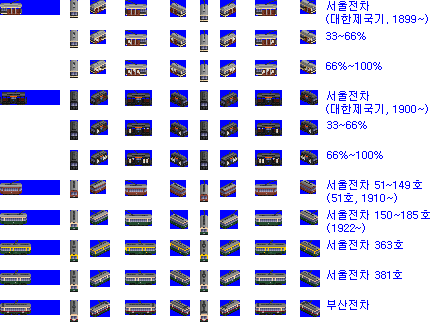 서울전차
(대한제국기, 1899~)
33~66%
66%~100%
서울전차
(대한제국기, 1900~)
33~66%
66%~100%
서울전차 51~149호
(51호, 1910~)
서울전차 150~185호
(1922~)
서울전차 363호
서울전차 381호
부산전차